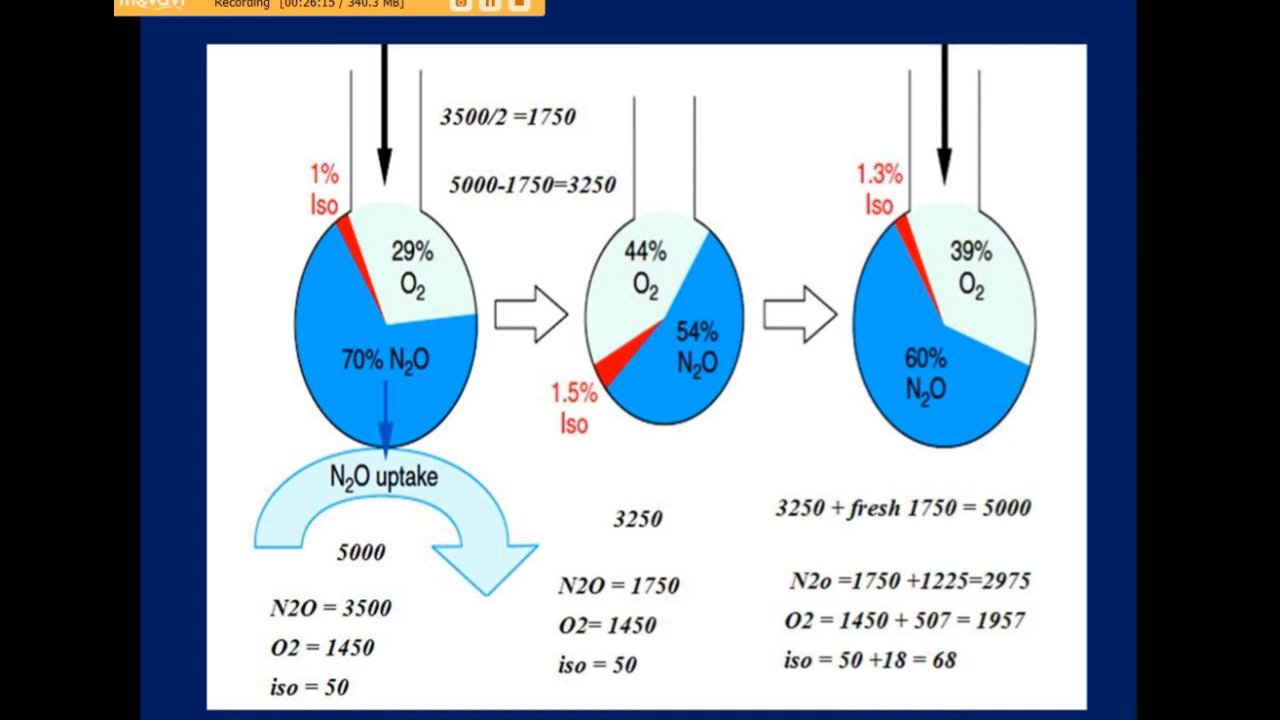 movavi
Recording [00:26:15 / 340.3 MB]
3500/2 =1750
5000-1750=3250
1%
Iso
29%
O2
70% N2O
N2O uptake
5000
N2O = 3500
O2 = 1450
iso = 50
44%
O2
54%
N2O
1.5%
Iso
3250
N2O = 1750
O2= 1450
iso = 50
1.3%
Iso
39%
O2
60%
N2O
3250 + fresh 1750 = 5000
N2o =1750 +1225=2975
O2 = 1450 + 507 = 1957
iso = 50 +18 = 68